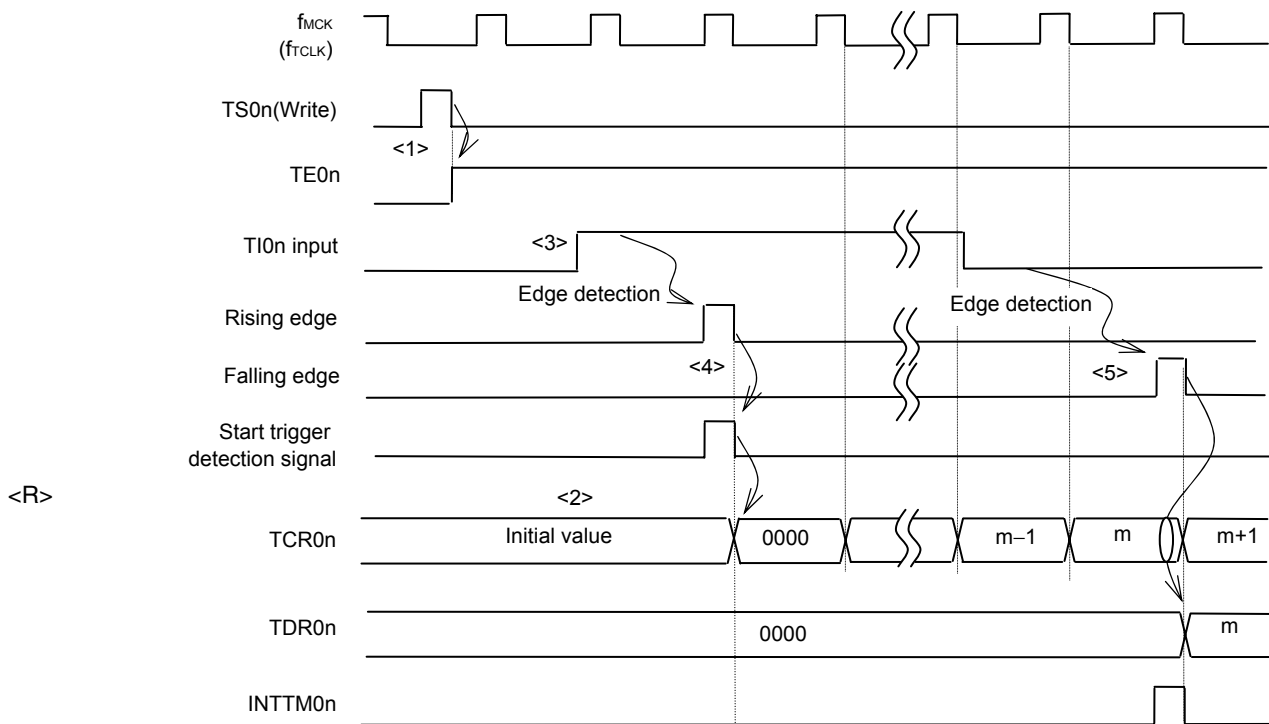 fMCK
(fTCLK)
TS0n(Write)
<1>
TE0n
TI0n input
<3>
Edge detection
Edge detection
Rising edge
<4>
Falling edge
<5>
Start trigger
detection signal
<R>
<2>
TCR0n
Initial value
0000
m−1
m
m+1
TDR0n
0000
m
INTTM0n